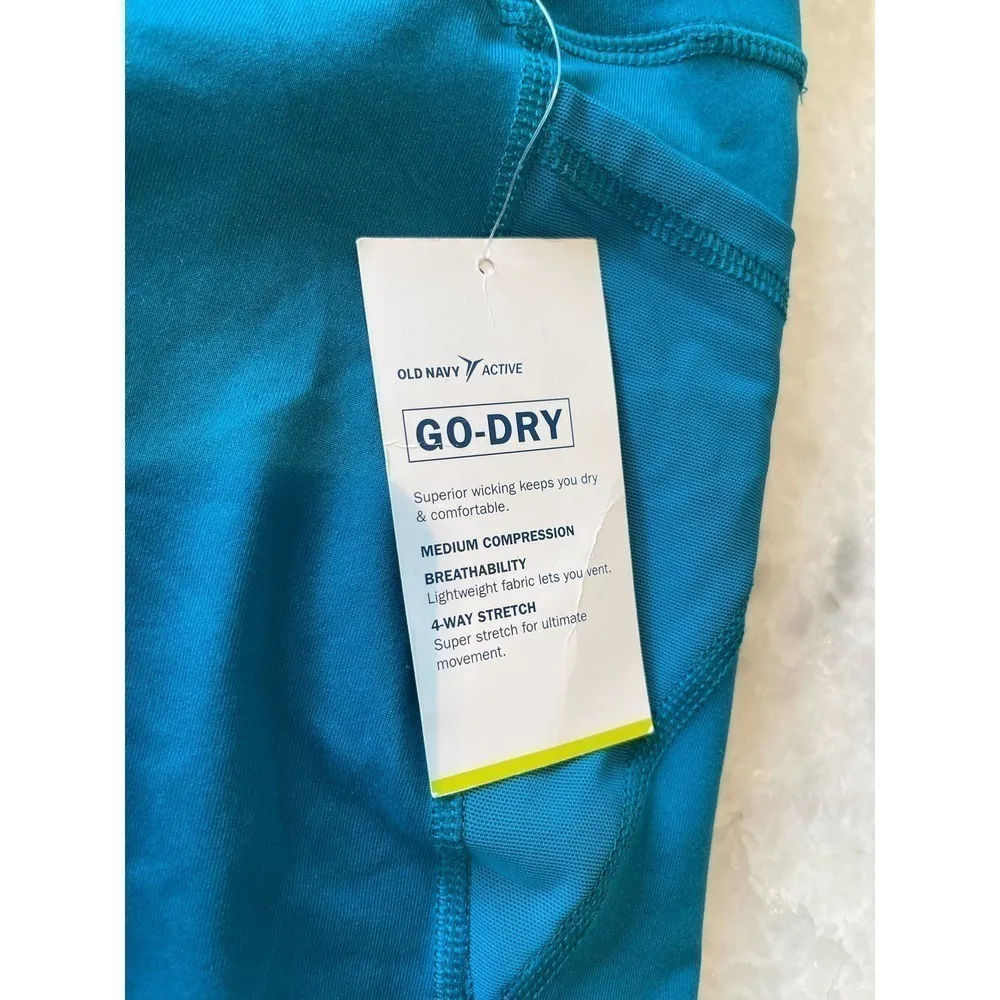 OLD NAVY ACTIVE
GO-DRY
Superior wicking keeps you dry
& comfortable.
MEDIUM COMPRESSION
BREATHABILITY
Lightweight fabric lets you vent.
4-WAY STRETCH
Super stretch for ultimate
movement.